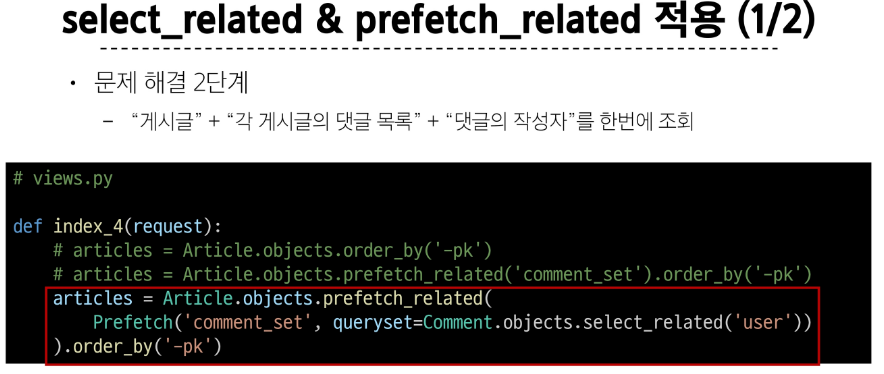 select_related & prefetch_related 적용 (1/2)
• 문제 해결 2단계
– “게시글” + “각 게시글의 댓글 목록” + “댓글의 작성자”를 한번에 조회
# views.py
def index_4(request):
    # articles = Article.objects.order_by('-pk')
    # articles = Article.objects.prefetch_related('comment_set').order_by('-pk')
    articles = Article.objects.prefetch_related(
        Prefetch('comment_set', queryset=Comment.objects.select_related('user'))
    ).order_by('-pk')